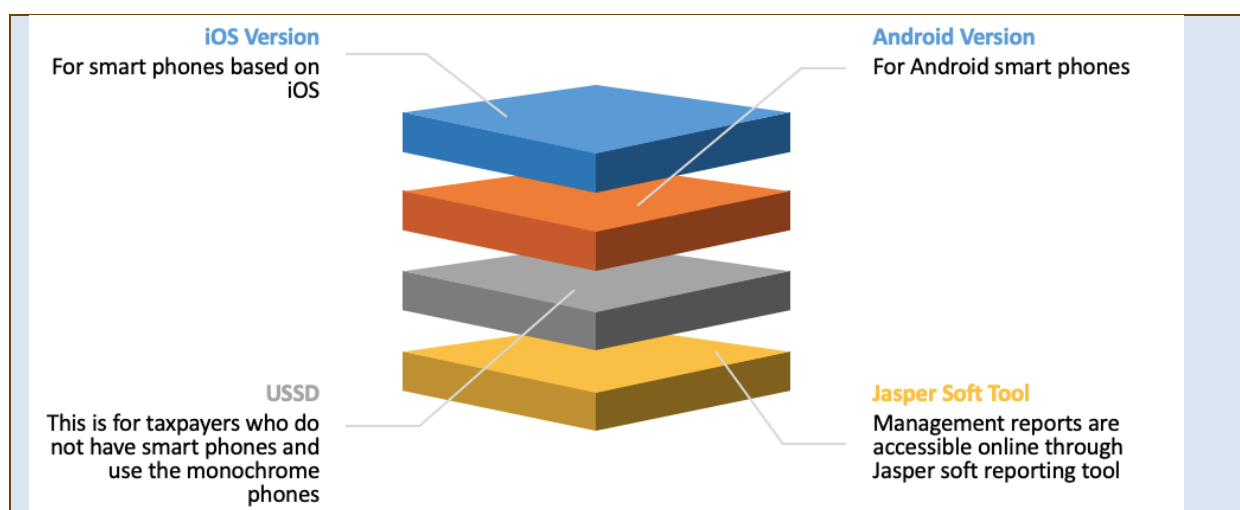 iOS Version
For smart phones based on
iOS
Android Version
For Android smart phones
USSD
This is for taxpayers who do
not have smart phones and
use the monochrome
phones
Jasper Soft Tool
Management reports are
accessible online through
Jasper soft reporting tool